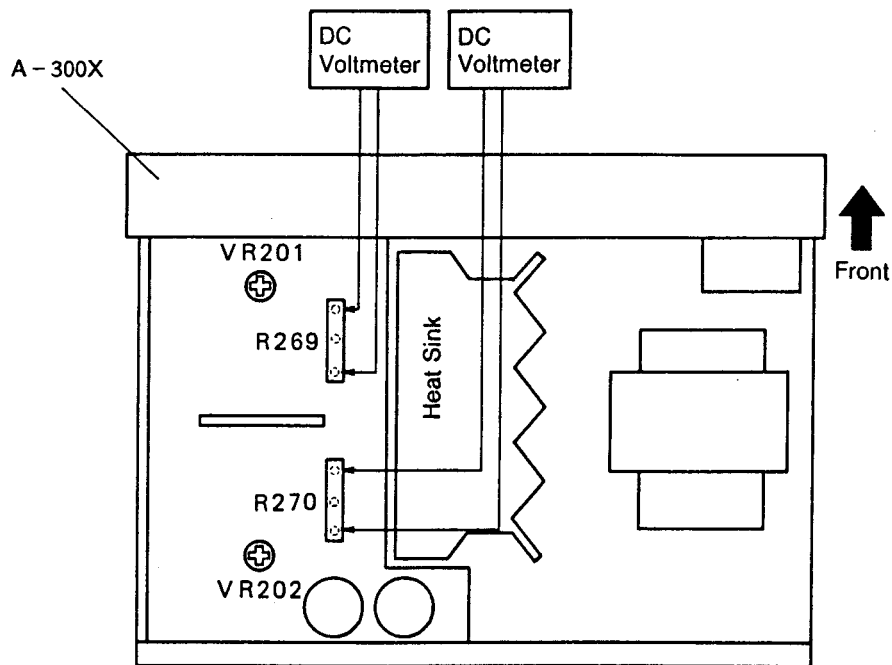 DC
Voltmeter
DC
Voltmeter
A-300X
Front
VR201
R269
Heat Sink
R270
VR202